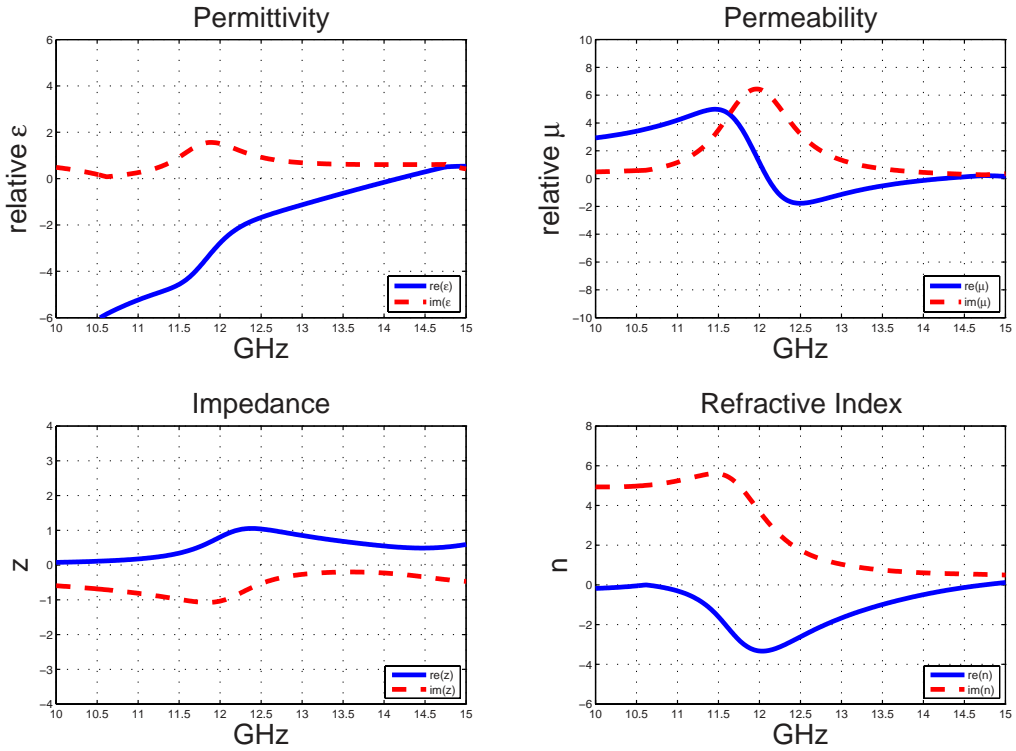 Permittivity
6
4
2
0
−2
−4
−6
relative ε
re(ε)
im(ε
10 10.5 11 11.5 12 12.5 13 13.5 14 14.5 15
GHz
Permeability
10
8
6
4
2
0
−2
−4
−6
−8
−10
relative μ
re(μ)
im(μ)
10 10.5 11 11.5 12 12.5 13 13.5 14 14.5 15
GHz
Impedance
4
3
2
1
0
−1
−2
−3
−4
z
re(z)
im(z)
10 10.5 11 11.5 12 12.5 13 13.5 14 14.5 15
GHz
Refractive Index
8
6
4
2
0
−2
−4
−6
n
re(n)
im(n)
10 10.5 11 11.5 12 12.5 13 13.5 14 14.5 15
GHz